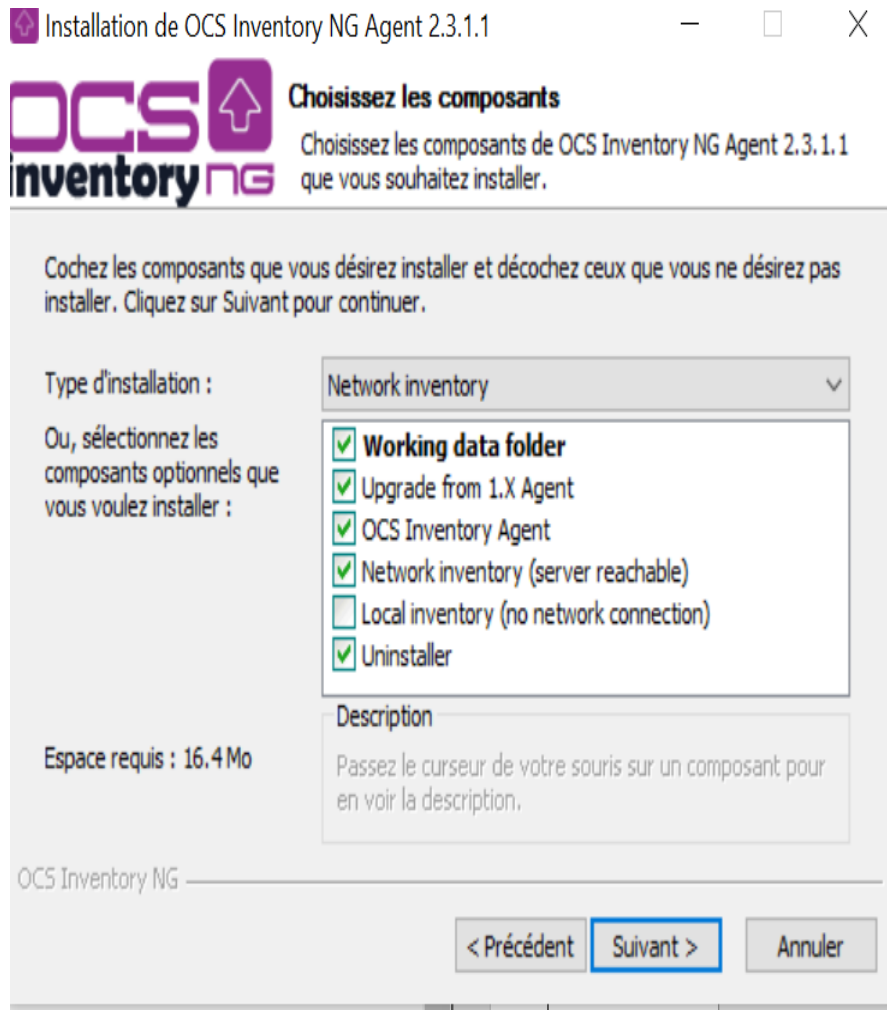 Installation de OCS Inventory NG Agent 2.3.1.1
OCS
inventory NG
Choisissez les composants
Choisissez les composants de OCS Inventory NG Agent 2.3.1.1
que vous souhaitez installer.
Cochez les composants que vous désirez installer et décochez ceux que vous ne désirez pas
installer. Cliquez sur Suivant pour continuer.
Type d'installation :
Network inventory
Ou, sélectionnez les
composants optionnels que
vous voulez installer :
Working data folder
Upgrade from 1.X Agent
OCS Inventory Agent
Network inventory (server reachable)
Local inventory (no network connection)
Uninstaller
Espace requis : 16.4 Mo
Description
Passez le curseur de votre souris sur un composant pour
en voir la description.
OCS Inventory NG
< Précédent
Suivant >
Annuler